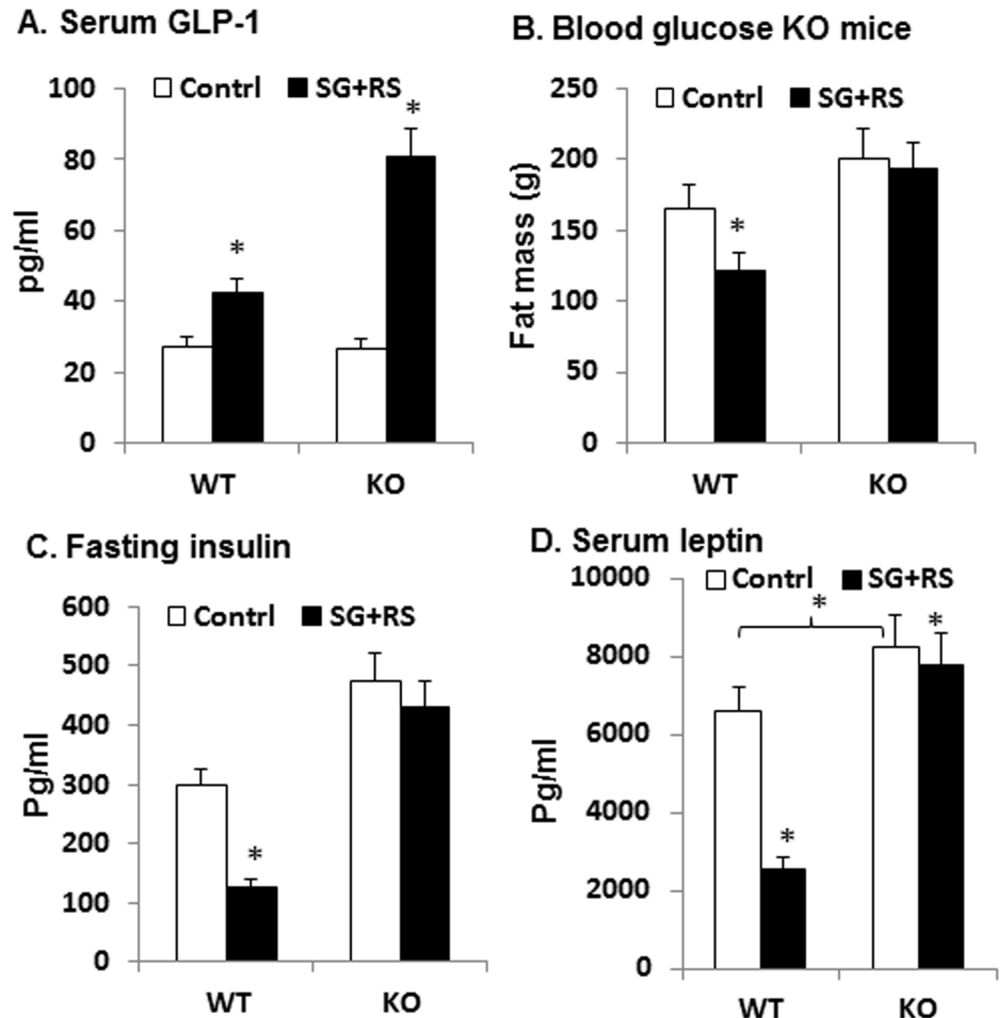 A. Serum GLP-1
Contrl SG+RS
pg/ml
100
80
60
40
20
0
*
*
WT KO
B. Blood glucose KO mice
Contrl SG+RS
Fat mass (g)
250
200
150
100
50
0
*
WT KO
C. Fasting insulin
Contrl SG+RS
Pg/ml
600
500
400
300
200
100
0
*
WT KO
D. Serum leptin
Contrl SG+RS
Pg/ml
10000
8000
6000
4000
2000
0
*
*
*
WT KO